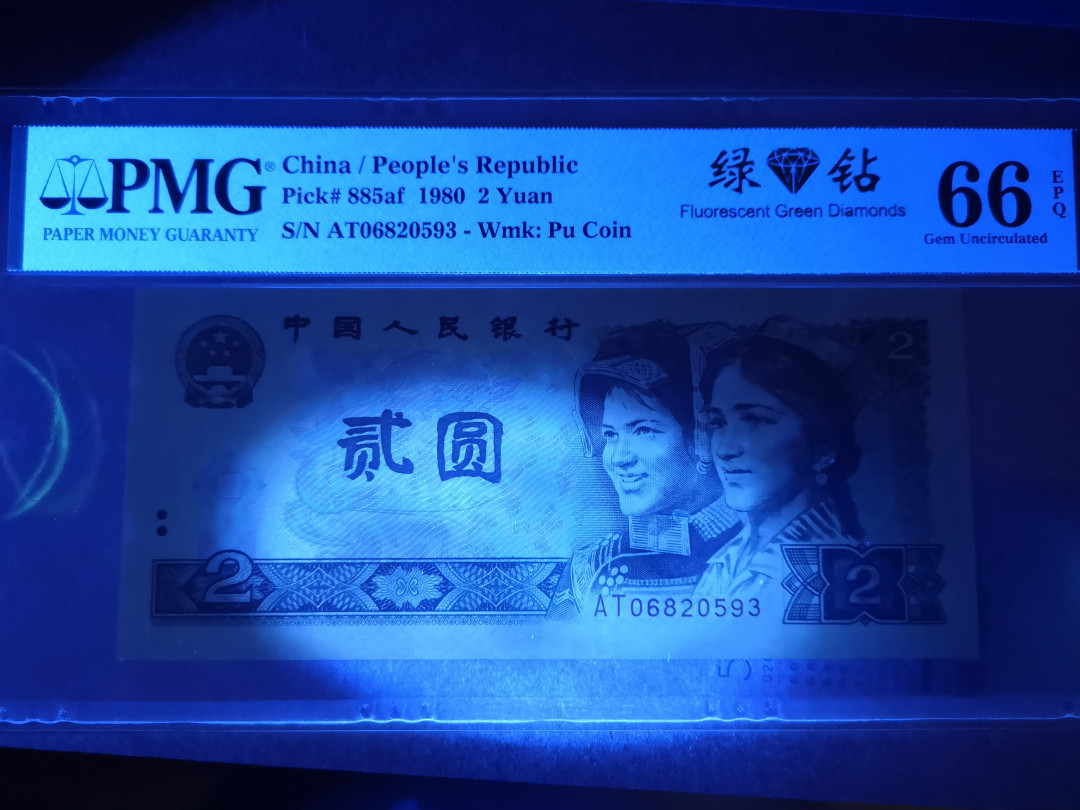 PMG®
PAPER MONEY GUARANTY
China / People's Republic
Pick# 885af 1980 2 Yuan
S/N AT06820593 - Wmk: Pu Coin
绿 钻
Fluorescent Green Diamonds
66
EPQ
Gem Uncirculated
中国人民银行
2
贰圆
2
AT06820593
2